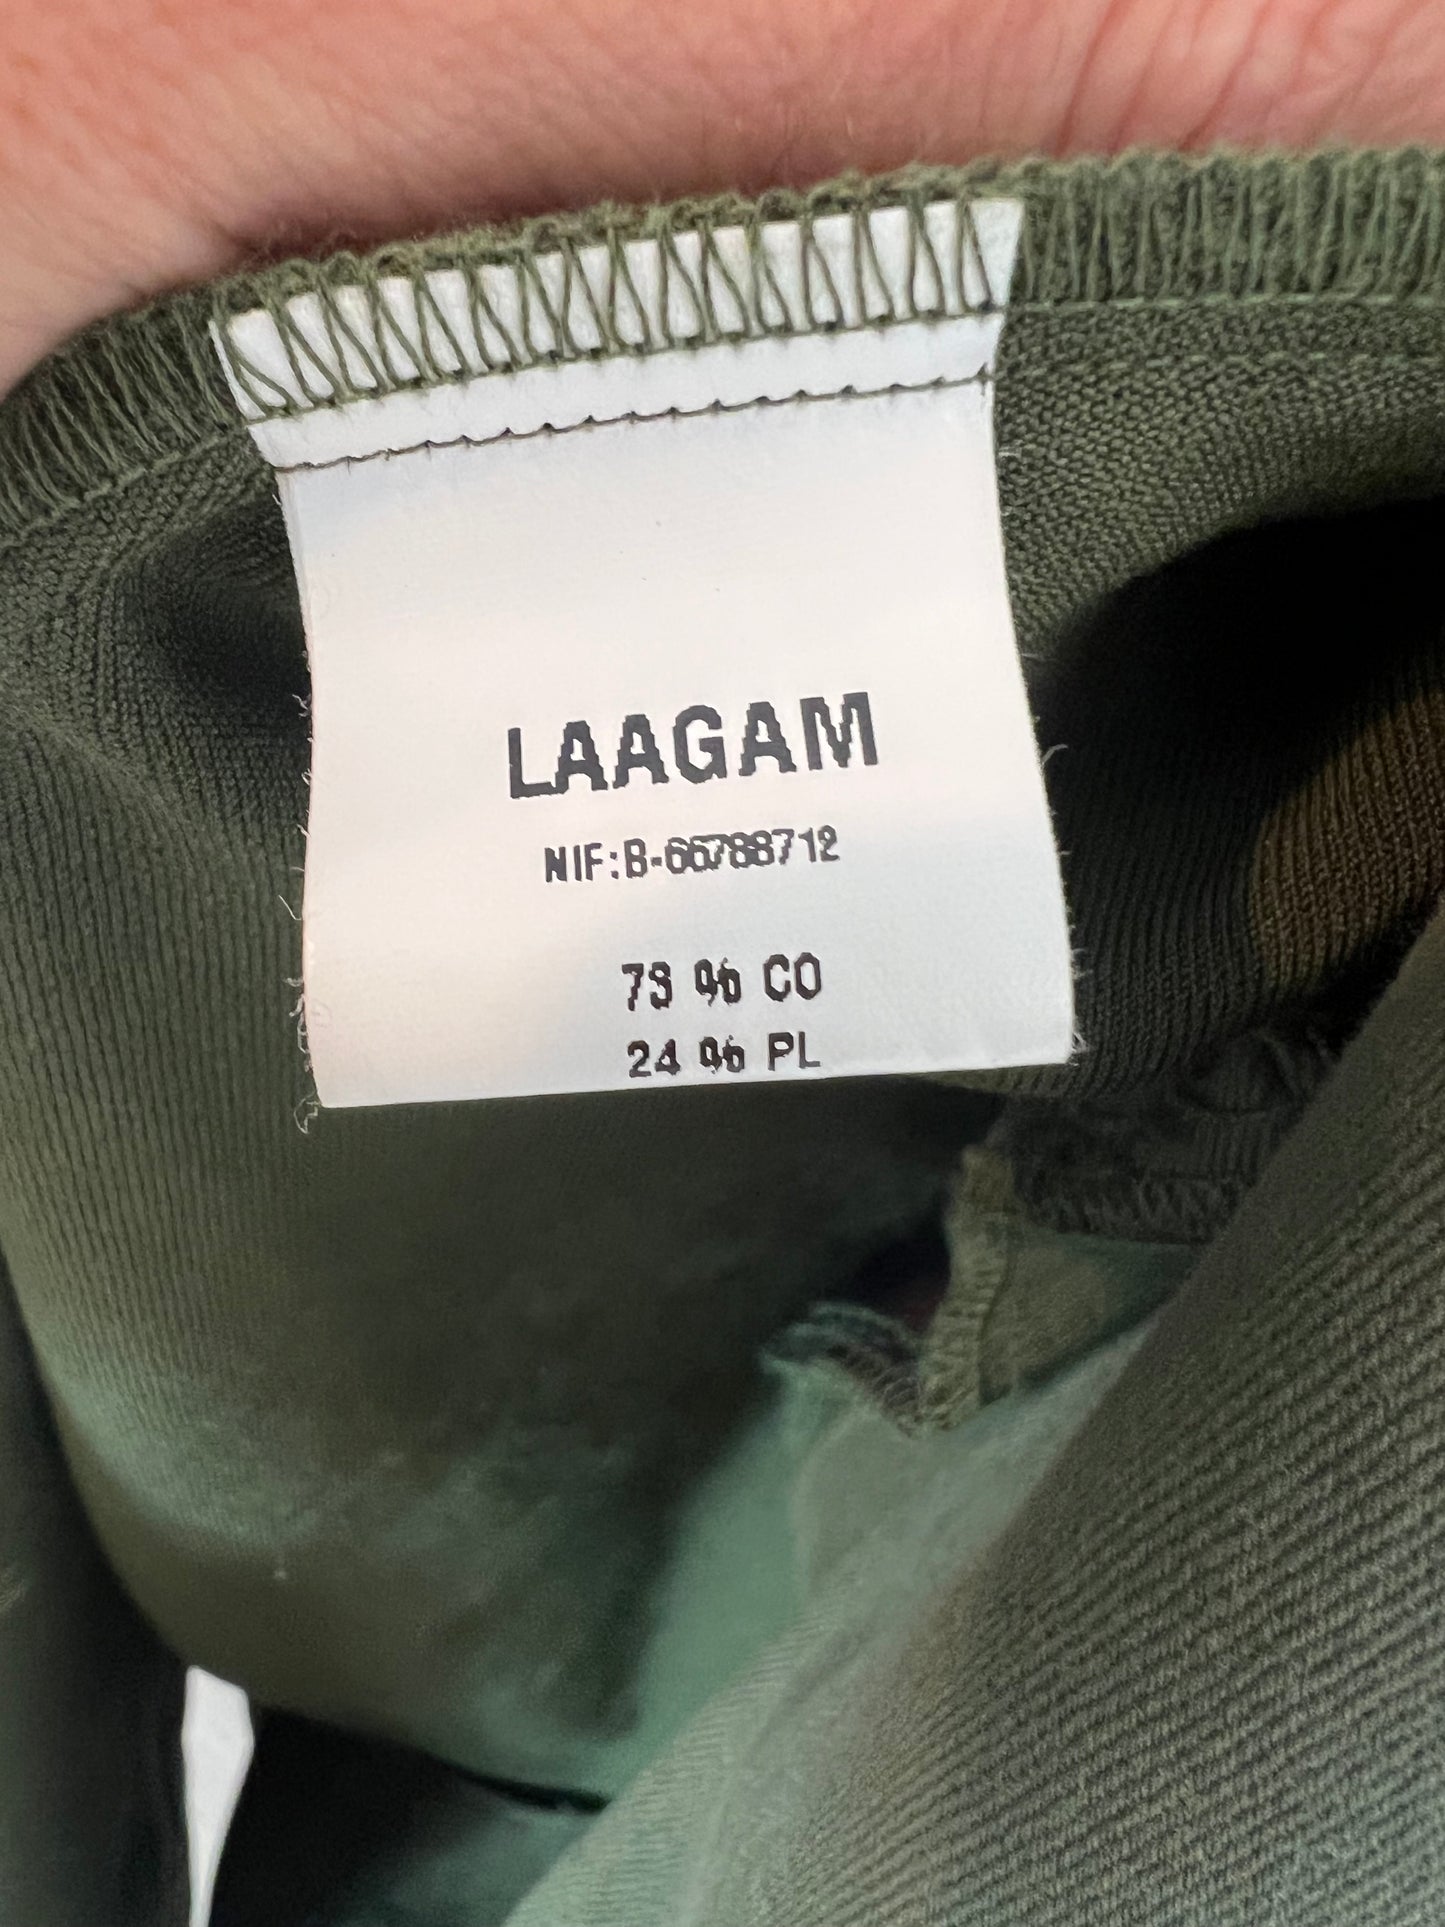 LAAGAM
NIF:B-66788712
73 % CO
24 % PL